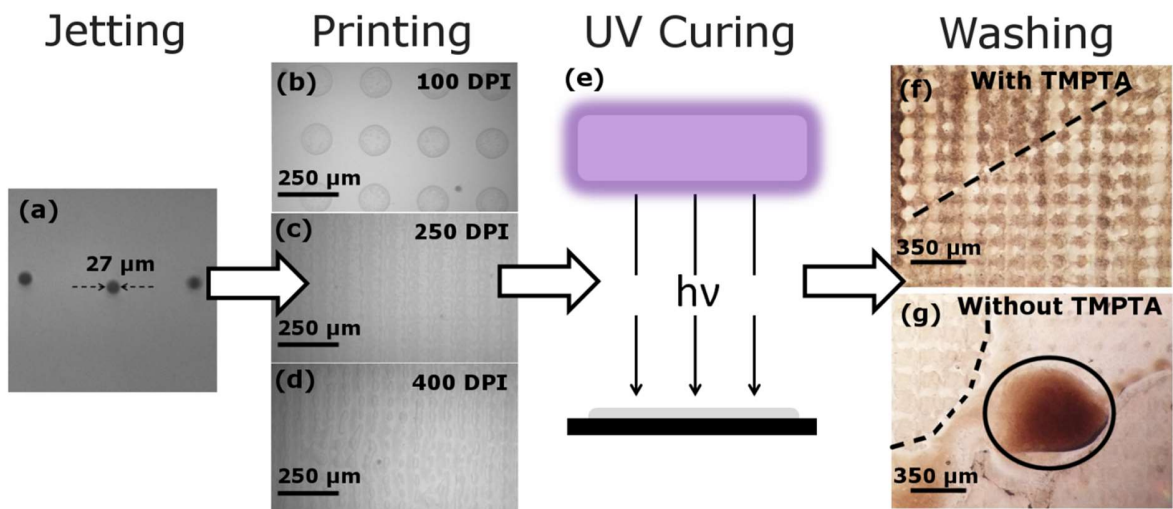 Jetting
Printing
UV Curing
Washing
(a)
27 µm
(b)
100 DPI
250 µm
(c)
250 DPI
250 µm
(d)
400 DPI
250 µm
(e)
hν
(f)
With TMPTA
350 µm
(g)
Without TMPTA
350 µm